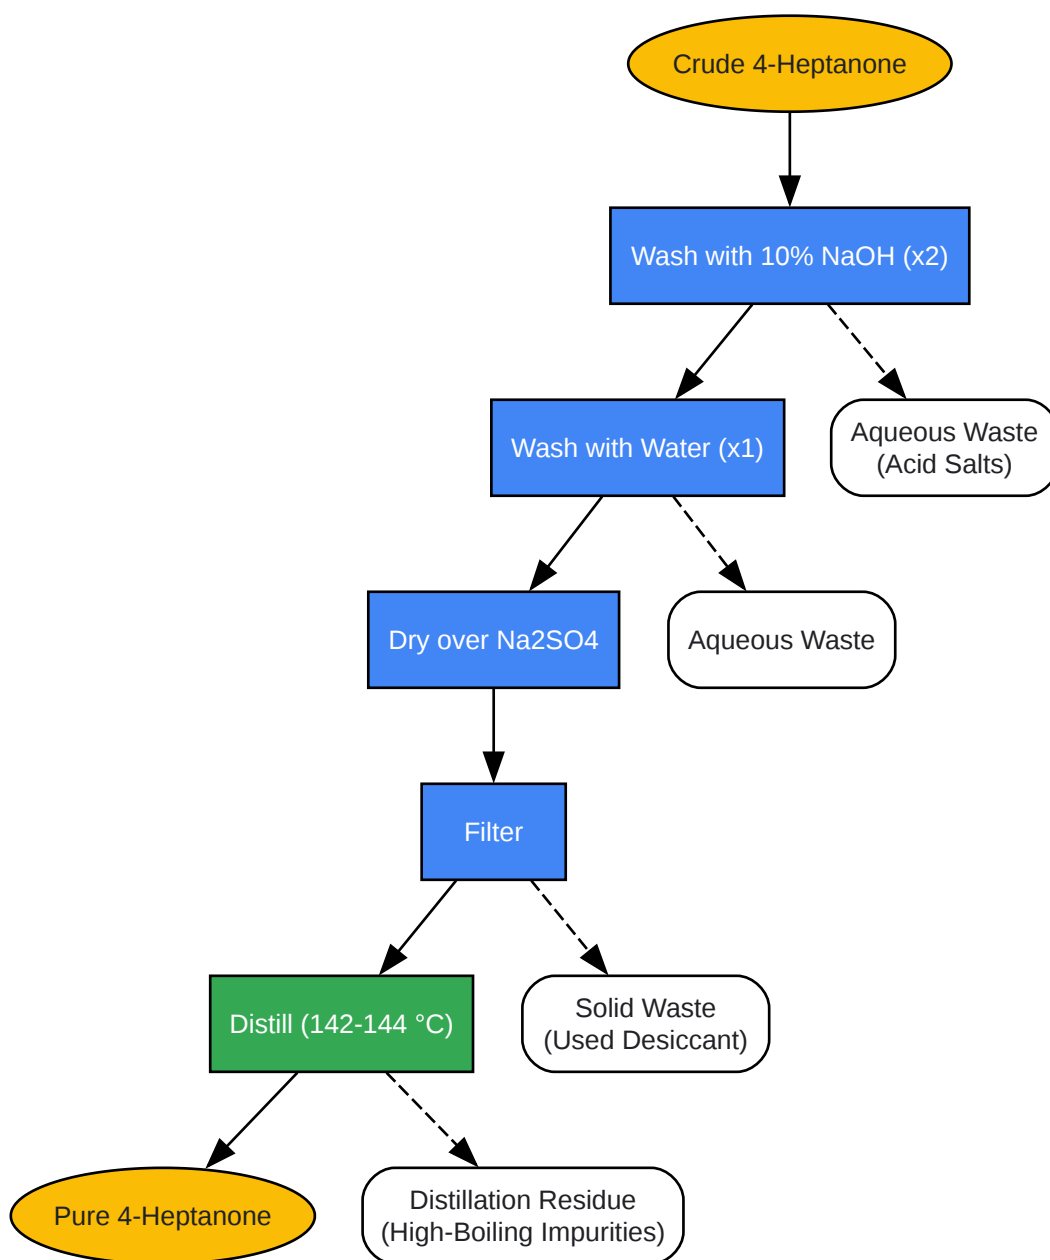 Crude 4-Heptanone
Wash with 10% NaOH (x2)
Wash with Water (x1)
Aqueous Waste
(Acid Salts)
Dry over Na2SO4
Aqueous Waste
Filter
Distill (142-144 °C)
Solid Waste
(Used Desiccant)
Pure 4-Heptanone
Distillation Residue
(High-Boiling Impurities)